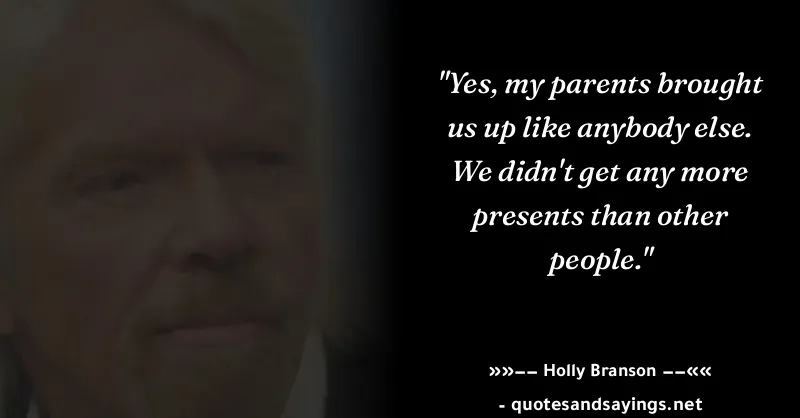 "Yes, my parents brought
us up like anybody else.
We didn't get any more
presents than other
people."
»»−− Holly Branson −−««
- quotesandsayings.net